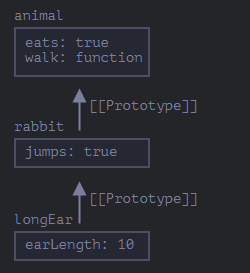 animal
eats: true
walk: function
[[Prototype]]
rabbit
jumps: true
[[Prototype]]
longEar
earLength: 10